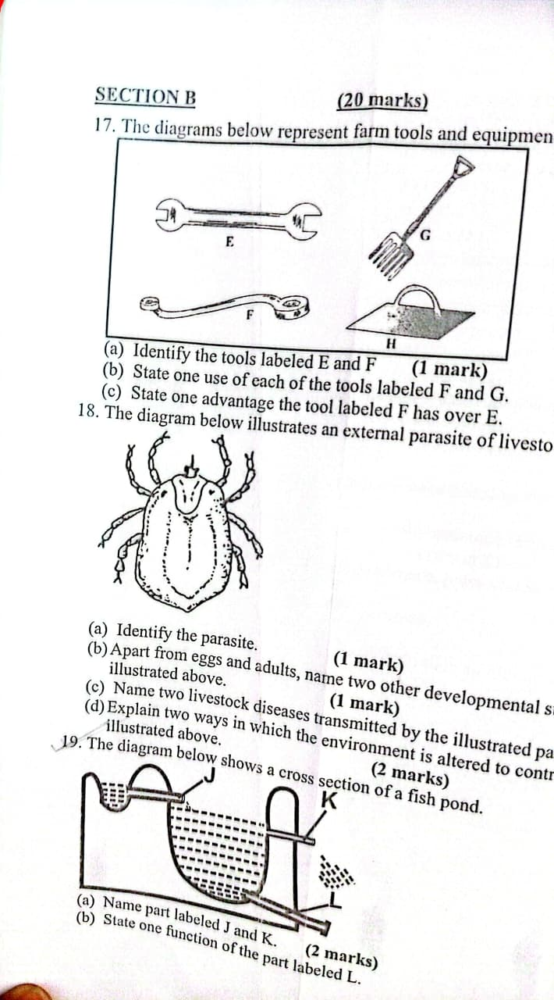 SECTION B (20 marks)
17. The diagrams below represent farm tools and equipmen
E
G
F
H
(a) Identify the tools labeled E and F (1 mark)
(b) State one use of each of the tools labeled F and G.
(c) State one advantage the tool labeled F has over E.
18. The diagram below illustrates an external parasite of livesto
(a) Identify the parasite. (1 mark)
(b) Apart from eggs and adults, name two other developmental s
illustrated above. (1 mark)
(c) Name two livestock diseases transmitted by the illustrated pa
(d) Explain two ways in which the environment is altered to contr
illustrated above. (2 marks)
19. The diagram below shows a cross section of a fish pond.
J
K
L
(a) Name part labeled J and K. (2 marks)
(b) State one function of the part labeled L.